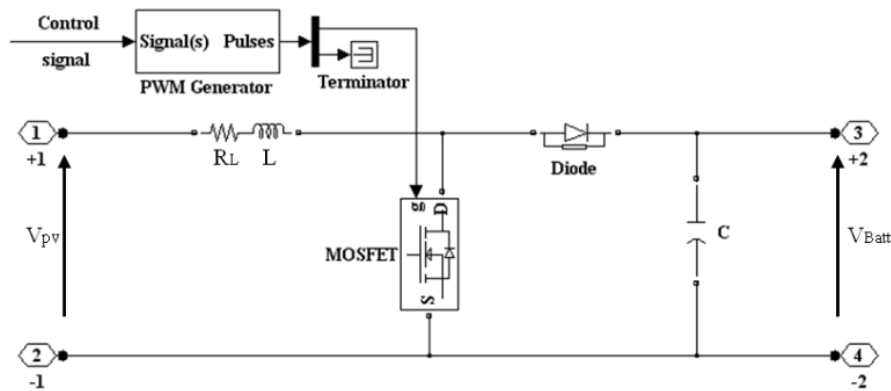 Control
signal
Signal(s) Pulses
PWM Generator
Terminator
1
+1
RL L
Diode
3
+2
g D
Vpv
MOSFET
S
C
VBatt
2
-1
4
-2